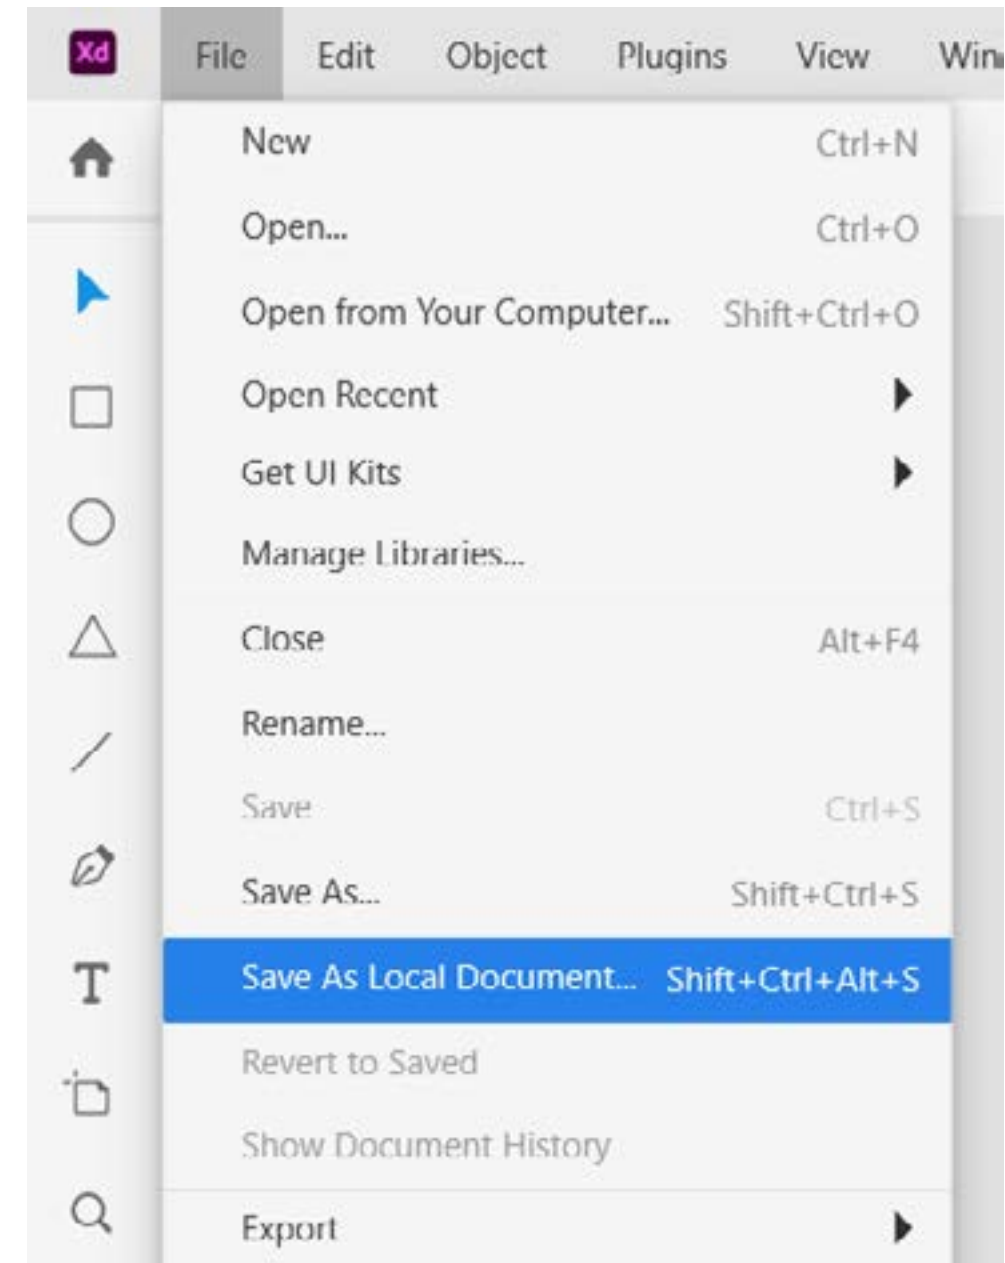 Xd File Edit Object Plugins View
New Ctrl+N
Open... Ctrl+O
Open from Your Computer... Shift+Ctrl+O
Open Recent
Get UI Kits
Manage Libraries...
Close Alt+F4
Rename...
Save Ctrl+S
Save As... Shift+Ctrl+S
Save As Local Document... Shift+Ctrl+Alt+S
Revert to Saved
Show Document History
Export
T